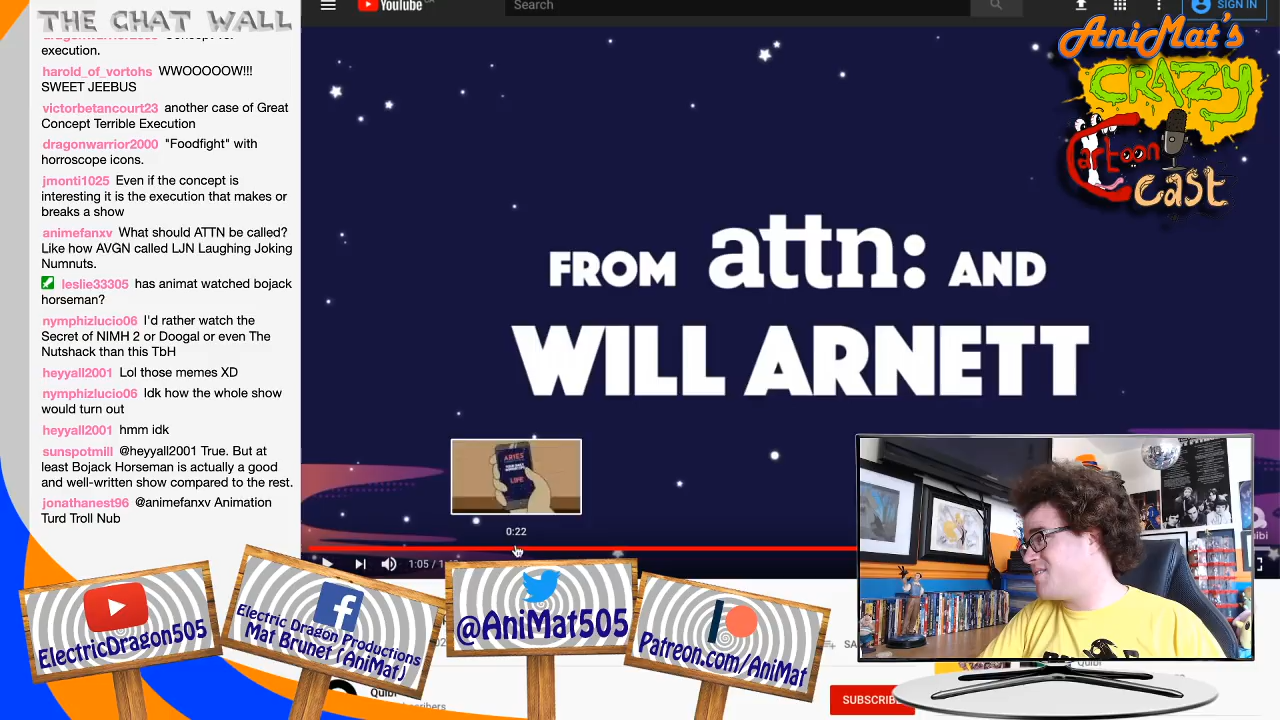 THE CHAT WALL
execution.
harold_of_vortohs WWOOOOOW!!!
SWEET JEEBUS
victorbetancourt23 another case of Great
Concept Terrible Execution
dragonwarrior2000 "Foodfight" with
horroscope icons.
jmonti1025 Even if the concept is
interesting it is the execution that makes or
breaks a show
animefanxv What should ATTN be called?
Like how AVGN called LJN Laughing Joking
Numnuts.
leslie33305 has animat watched bojack
horseman?
nymphizlucio06 I'd rather watch the
Secret of NIMH 2 or Doogal or even The
Nutshack than this TbH
heyyall2001 Lol those memes XD
nymphizlucio06 Idk how the whole show
would turn out
heyyall2001 hmm idk
sunspotmill @heyyall2001 True. But at
least Bojack Horseman is actually a good
and well-written show compared to the rest.
jonathanest96 @animefanxv Animation
Turd Troll Nub
YouTube
Search
SIGN IN
AniMat's
CRAZY
Cartoon
Cast
FROM attn: AND
WILL ARNETT
ARIES
LIFE
0:22
1:05 /
ElectricDragon505
Electric Dragon Productions
Mat Brunet (AniMat)
@AniMat505
Patreon.com/AniMat
Quibi
SUBSCRIBE
Quibi